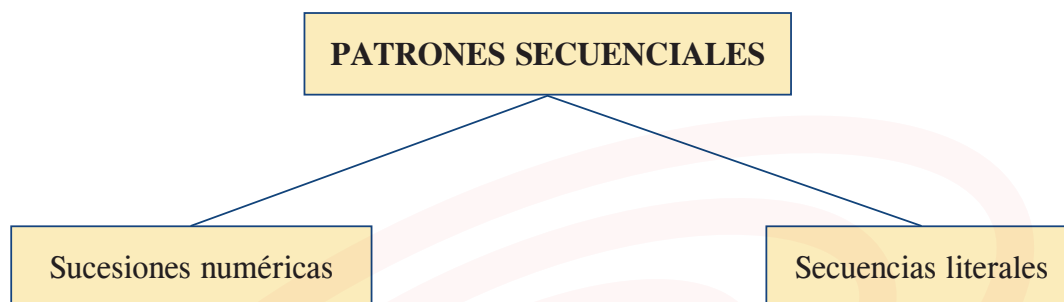 PATRONES SECUENCIALES
Sucesiones numéricas
Secuencias literales